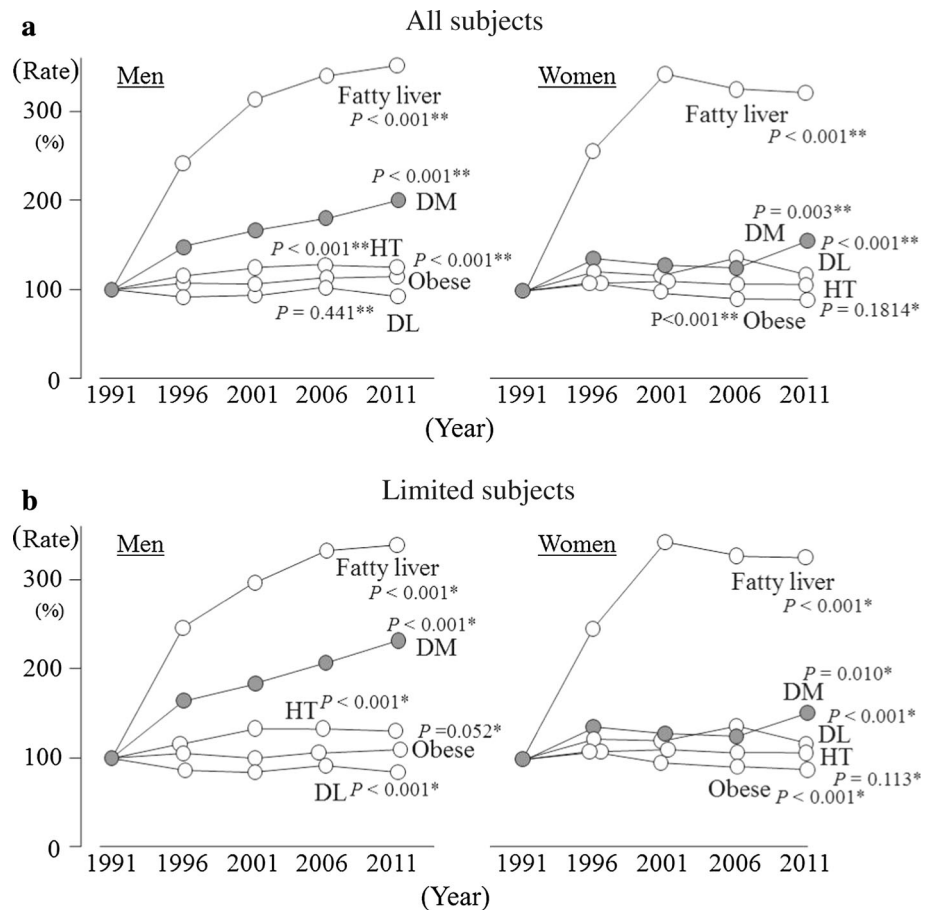 a
All subjects
(Rate)
(%)
300
200
100
0
Men
Fatty liver
P < 0.001**
P < 0.001**
DM
P < 0.001**HT
P < 0.001**
Obese
P = 0.441**
DL
1991 1996 2001 2006 2011
Women
Fatty liver
P < 0.001**
P = 0.003**
DM
P < 0.001**
DL
HT
P = 0.1814*
P<0.001** Obese
1991 1996 2001 2006 2011
(Year)
b
Limited subjects
(Rate)
(%)
300
200
100
0
Men
Fatty liver
P < 0.001*
P < 0.001*
DM
HT P < 0.001*
P =0.052*
Obese
DL P < 0.001*
1991 1996 2001 2006 2011
Women
Fatty liver
P < 0.001*
P = 0.010*
DM
P < 0.001*
DL
HT
P = 0.113*
Obese P < 0.001*
1991 1996 2001 2006 2011
(Year)